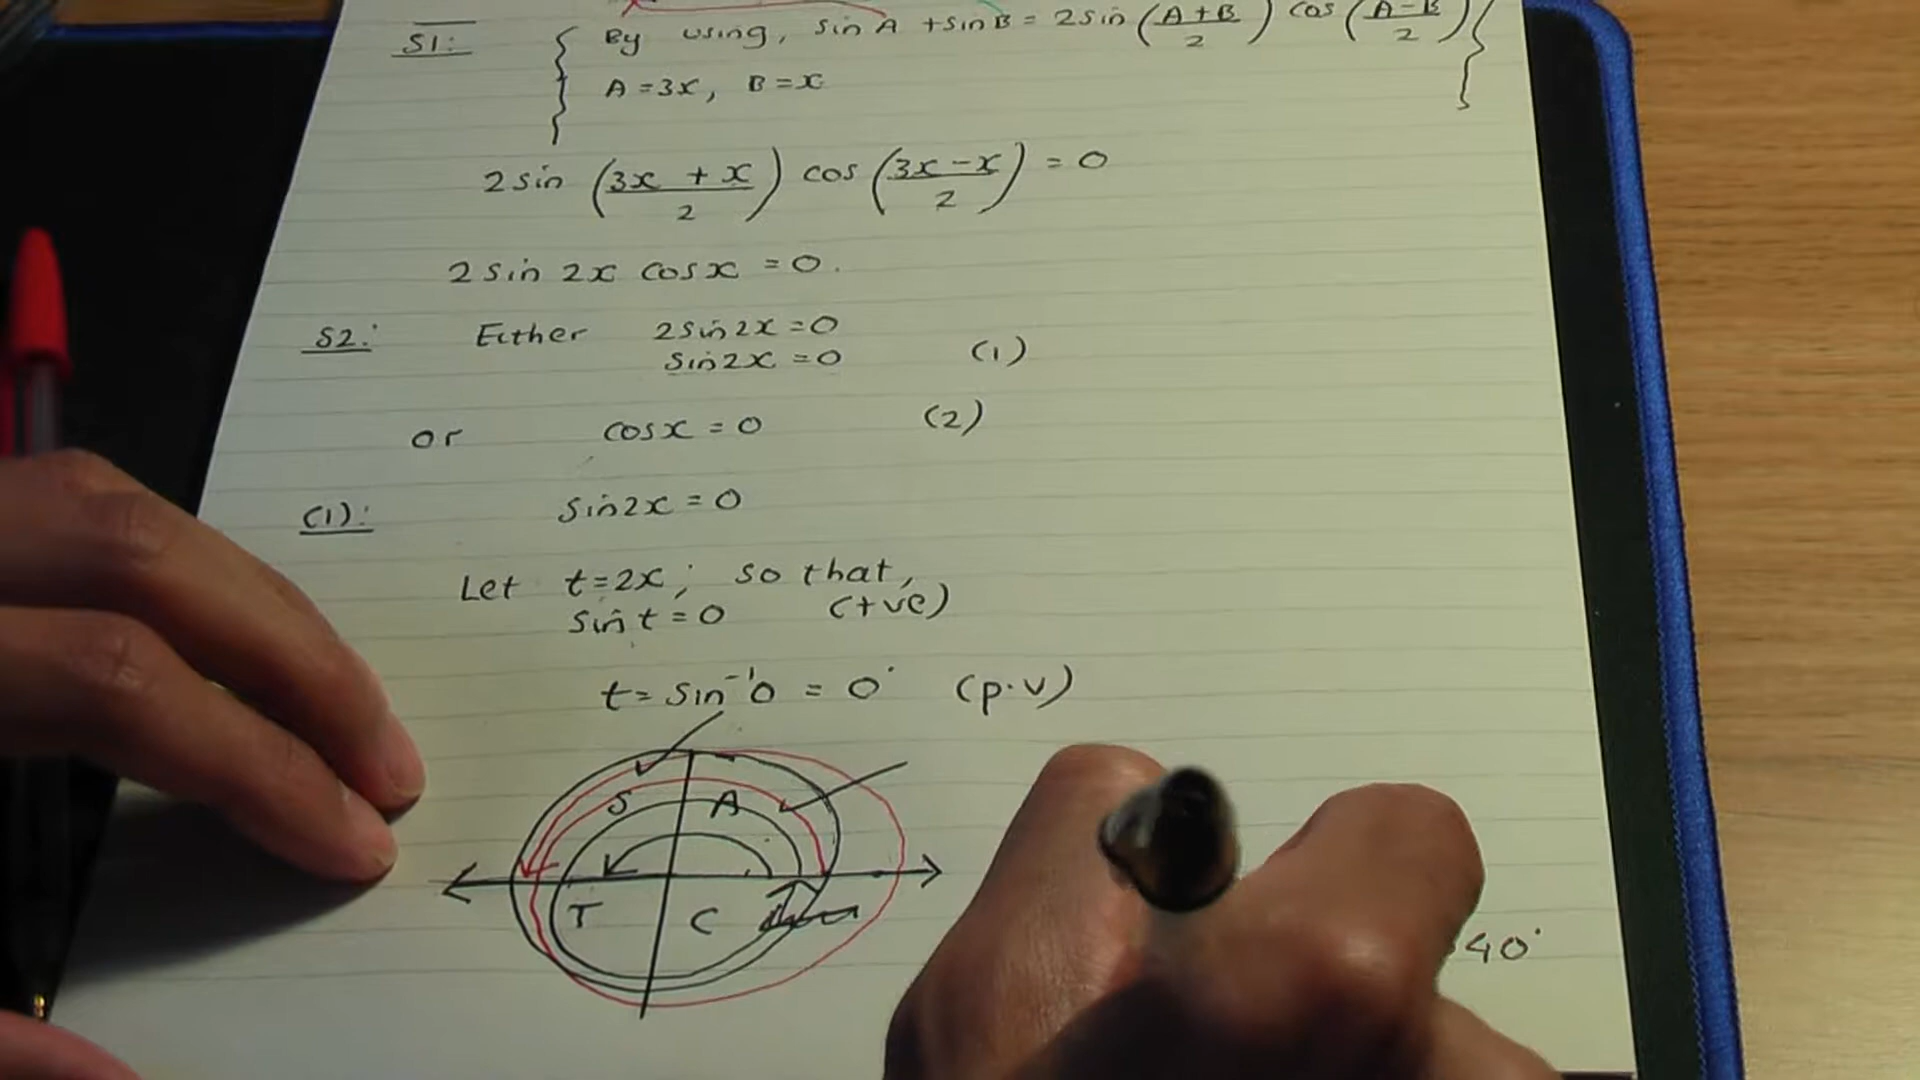 S1: { By using, sin A + sin B = 2 sin (A+B/2) cos (A-B/2) }
A = 3x, B = x
2 sin (3x + x/2) cos (3x - x/2) = 0
2 sin 2x cos x = 0.
S2: Either 2 sin 2x = 0
sin 2x = 0 (1)
or cos x = 0 (2)
(1): sin 2x = 0
Let t = 2x; so that,
sin t = 0 (+ve)
t = sin⁻¹0 = 0° (p.v)
S A
T C
40°